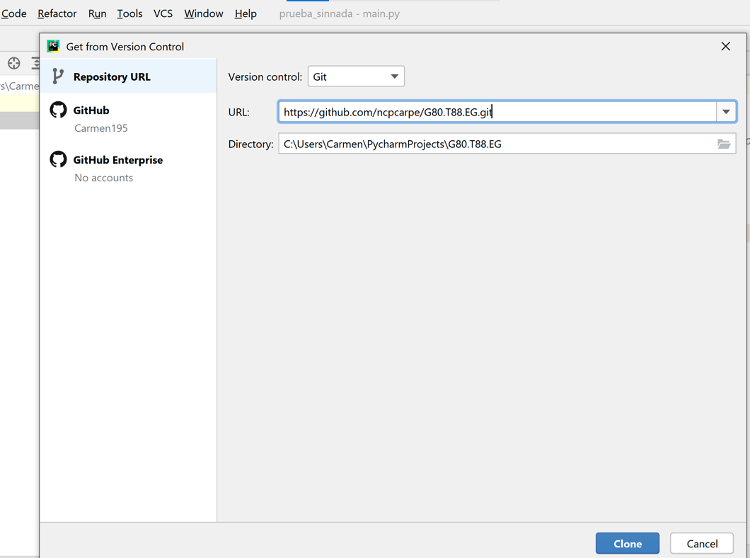 Code Refactor Run Tools VCS Window Help prueba_sinnada - main.py
PC Get from Version Control
s\Carme
Repository URL
Version control: Git
GitHub
Carmen195
URL: https://github.com/ncpcarpe/G80.T88.EG.git
Directory: C:\Users\Carmen\PycharmProjects\G80.T88.EG
GitHub Enterprise
No accounts
Clone Cancel